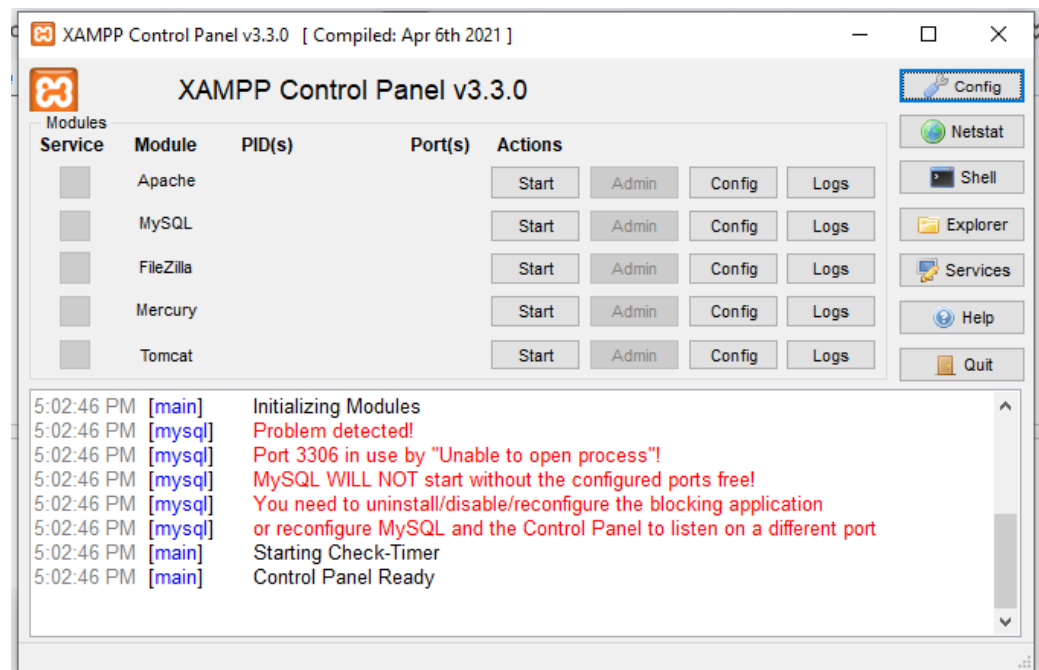 XAMPP Control Panel v3.3.0 [ Compiled: Apr 6th 2021 ]
XAMPP Control Panel v3.3.0
Config
Modules
Service Module PID(s) Port(s) Actions
Netstat
Apache Start Admin Config Logs
Shell
MySQL Start Admin Config Logs
Explorer
FileZilla Start Admin Config Logs
Services
Mercury Start Admin Config Logs
Help
Tomcat Start Admin Config Logs
Quit
5:02:46 PM [main] Initializing Modules
5:02:46 PM [mysql] Problem detected!
5:02:46 PM [mysql] Port 3306 in use by "Unable to open process"!
5:02:46 PM [mysql] MySQL WILL NOT start without the configured ports free!
5:02:46 PM [mysql] You need to uninstall/disable/reconfigure the blocking application
5:02:46 PM [mysql] or reconfigure MySQL and the Control Panel to listen on a different port
5:02:46 PM [main] Starting Check-Timer
5:02:46 PM [main] Control Panel Ready